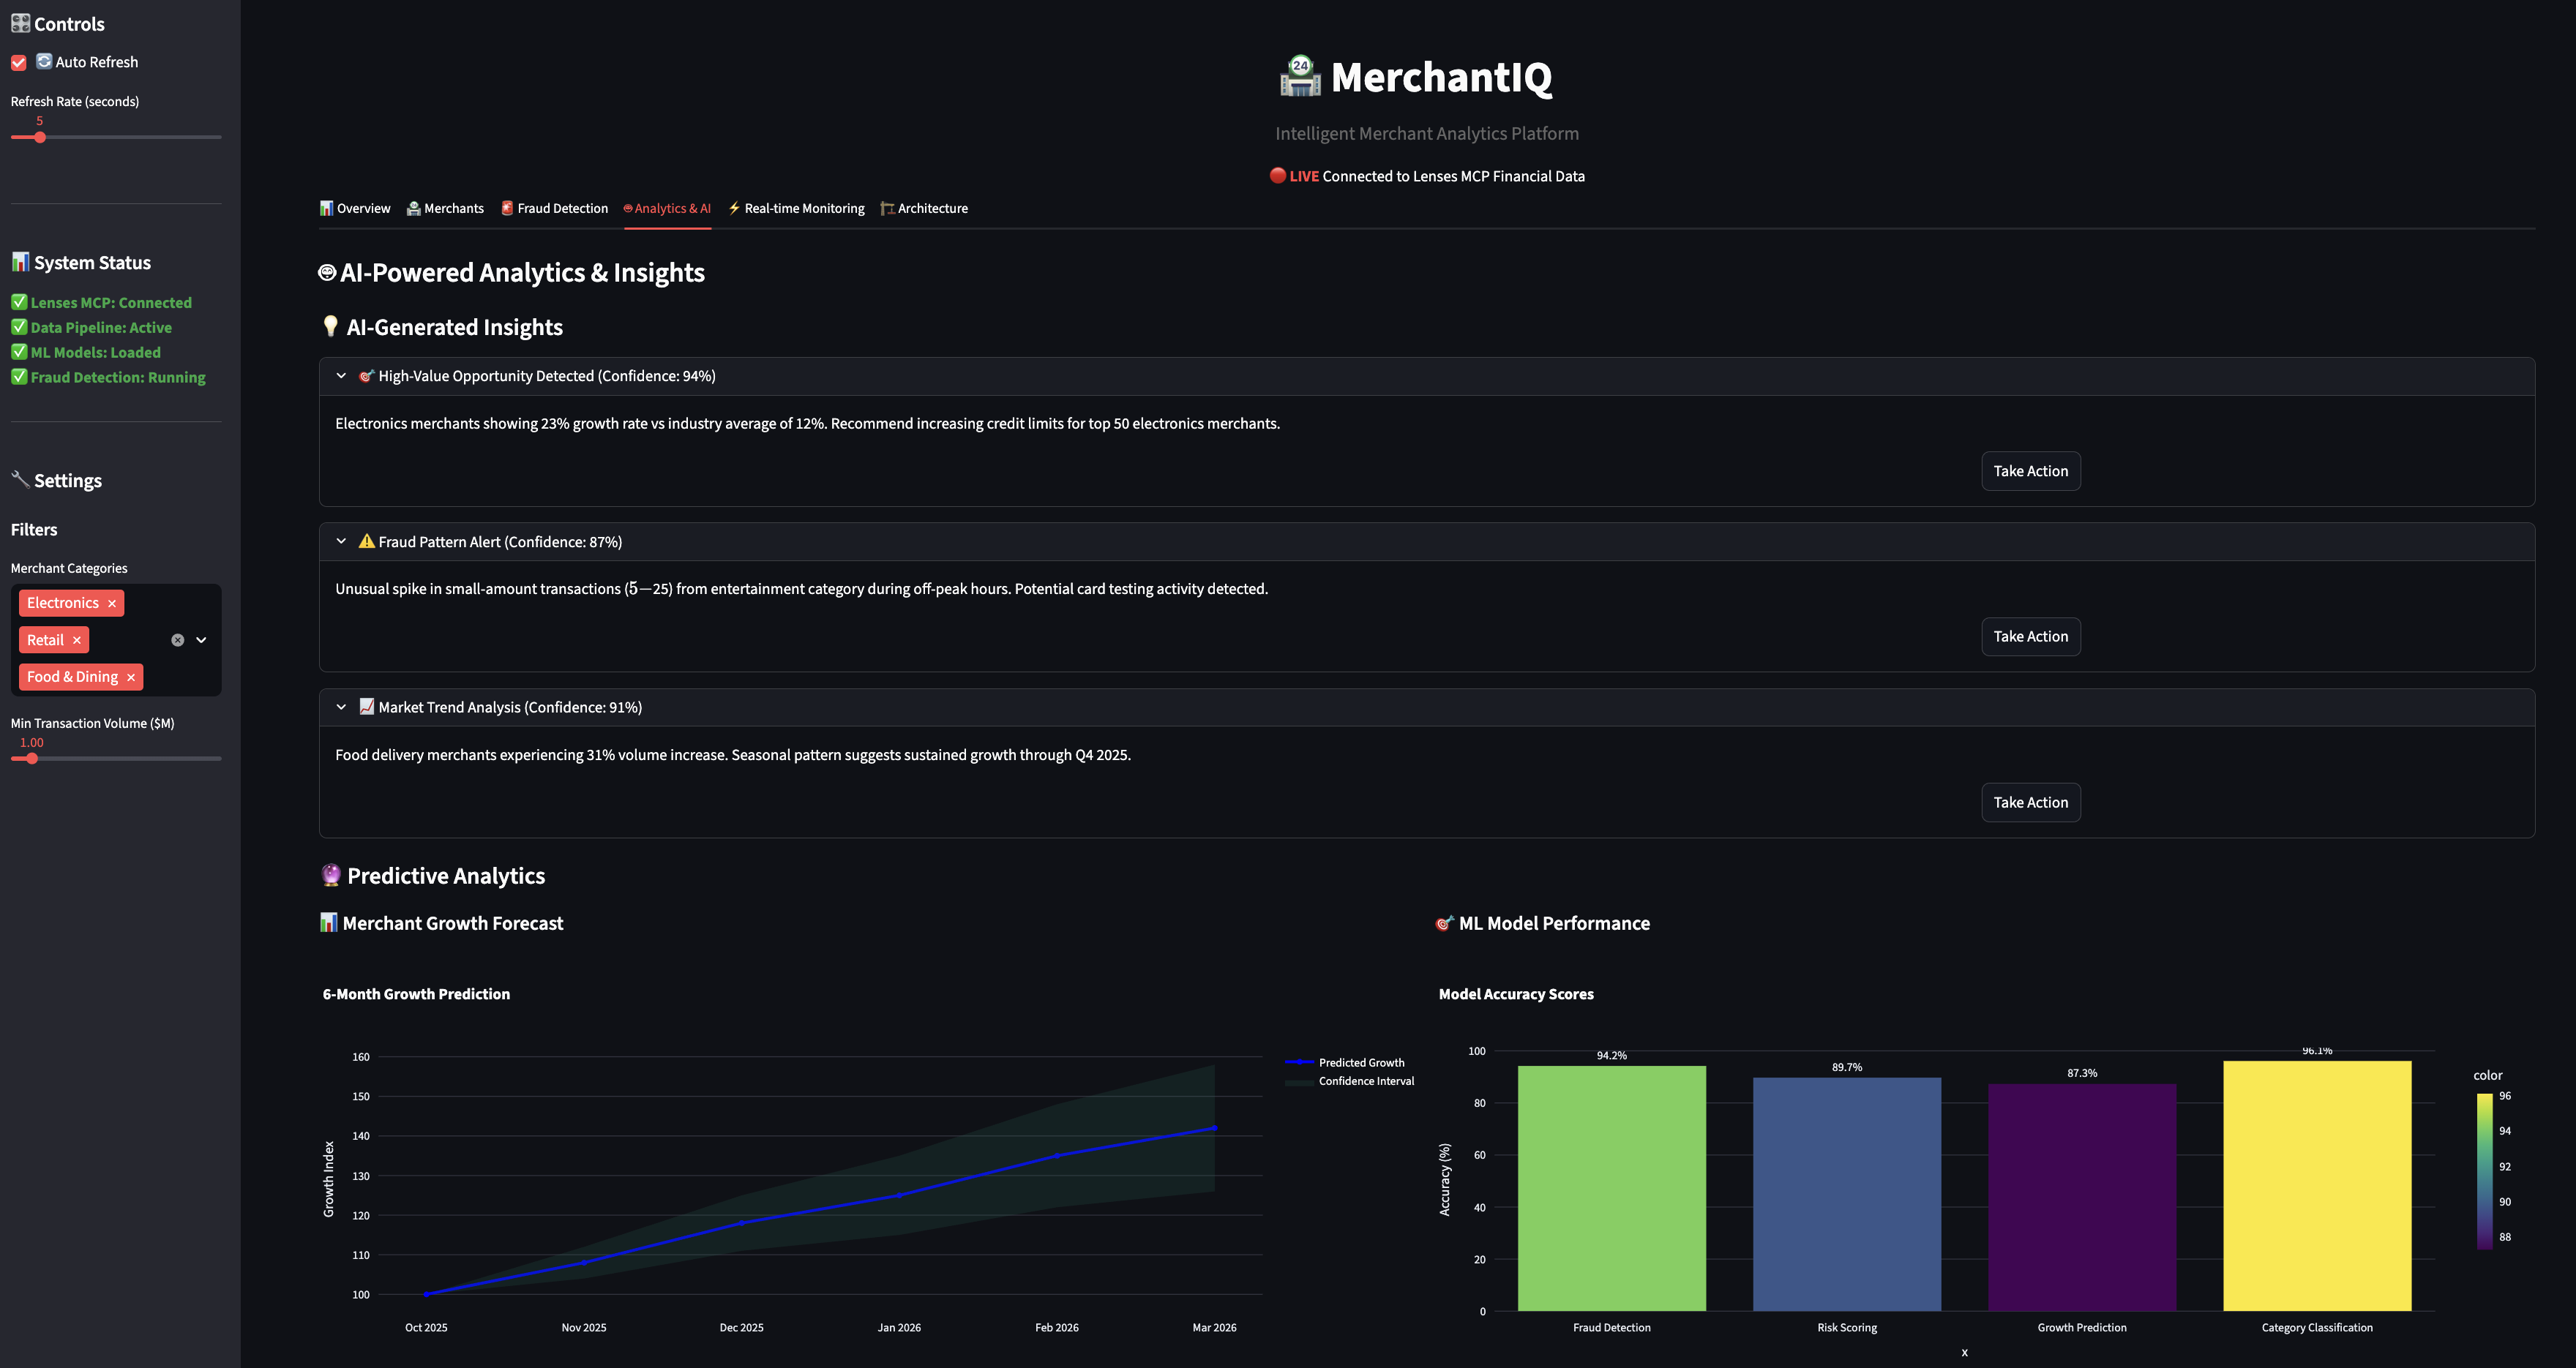 Controls
Auto Refresh
Refresh Rate (seconds)
5
System Status
Lenses MCP: Connected
Data Pipeline: Active
ML Models: Loaded
Fraud Detection: Running
Settings
Filters
Merchant Categories
Electronics ×
Retail ×
Food & Dining ×
Min Transaction Volume ($M)
1.00
24
MerchantIQ
Intelligent Merchant Analytics Platform
LIVE Connected to Lenses MCP Financial Data
Overview Merchants Fraud Detection Analytics & AI Real-time Monitoring Architecture
AI-Powered Analytics & Insights
AI-Generated Insights
High-Value Opportunity Detected (Confidence: 94%)
Electronics merchants showing 23% growth rate vs industry average of 12%. Recommend increasing credit limits for top 50 electronics merchants.
Take Action
Fraud Pattern Alert (Confidence: 87%)
Unusual spike in small-amount transactions (5−25) from entertainment category during off-peak hours. Potential card testing activity detected.
Take Action
Market Trend Analysis (Confidence: 91%)
Food delivery merchants experiencing 31% volume increase. Seasonal pattern suggests sustained growth through Q4 2025.
Take Action
Predictive Analytics
Merchant Growth Forecast
6-Month Growth Prediction
160
150
140
130
120
110
100
Growth Index
Oct 2025 Nov 2025 Dec 2025 Jan 2026 Feb 2026 Mar 2026
Predicted Growth
Confidence Interval
ML Model Performance
Model Accuracy Scores
100
80
60
40
20
0
Accuracy (%)
94.2% 89.7% 87.3% 96.1%
Fraud Detection Risk Scoring Growth Prediction Category Classification
x
color
96
94
92
90
88